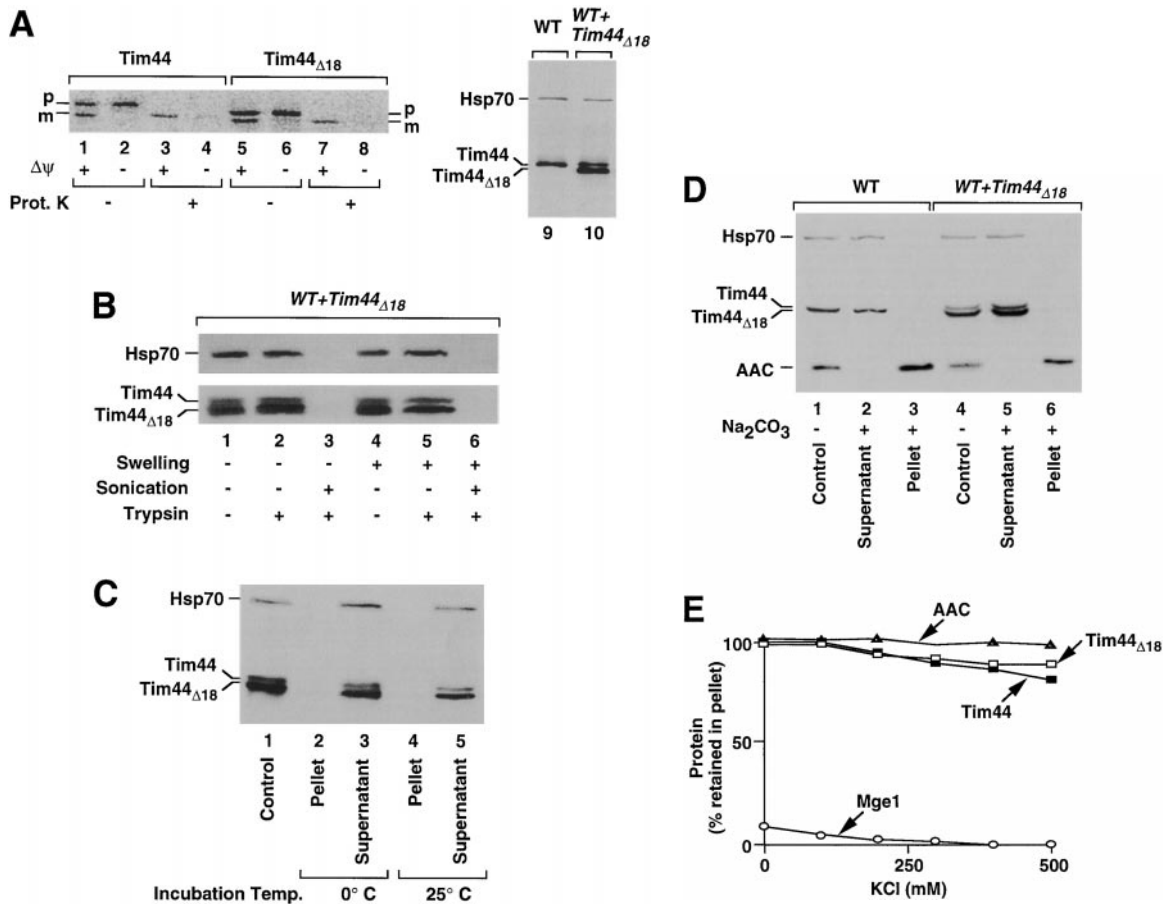 A
Tim44 Tim44Δ18
p
m
p
m
1 2 3 4 5 6 7 8
Δψ + - + - + - + -
Prot. K - + - +
WT WT+Tim44Δ18
Hsp70
Tim44
Tim44Δ18
9 10
B
WT+Tim44Δ18
Hsp70
Tim44
Tim44Δ18
1 2 3 4 5 6
Swelling - - - + + +
Sonication - - + - - +
Trypsin - + + - + +
C
Hsp70
Tim44
Tim44Δ18
1 2 3 4 5
Control Pellet Supernatant Pellet Supernatant
Incubation Temp. 0° C 25° C
D
WT WT+Tim44Δ18
Hsp70
Tim44
Tim44Δ18
AAC
1 2 3 4 5 6
Na2CO3 - + + - + +
Control Supernatant Pellet Control Supernatant Pellet
E
Protein
(% retained in pellet)
100
50
0
AAC
Tim44Δ18
Tim44
Mge1
0 250 500
KCl (mM)